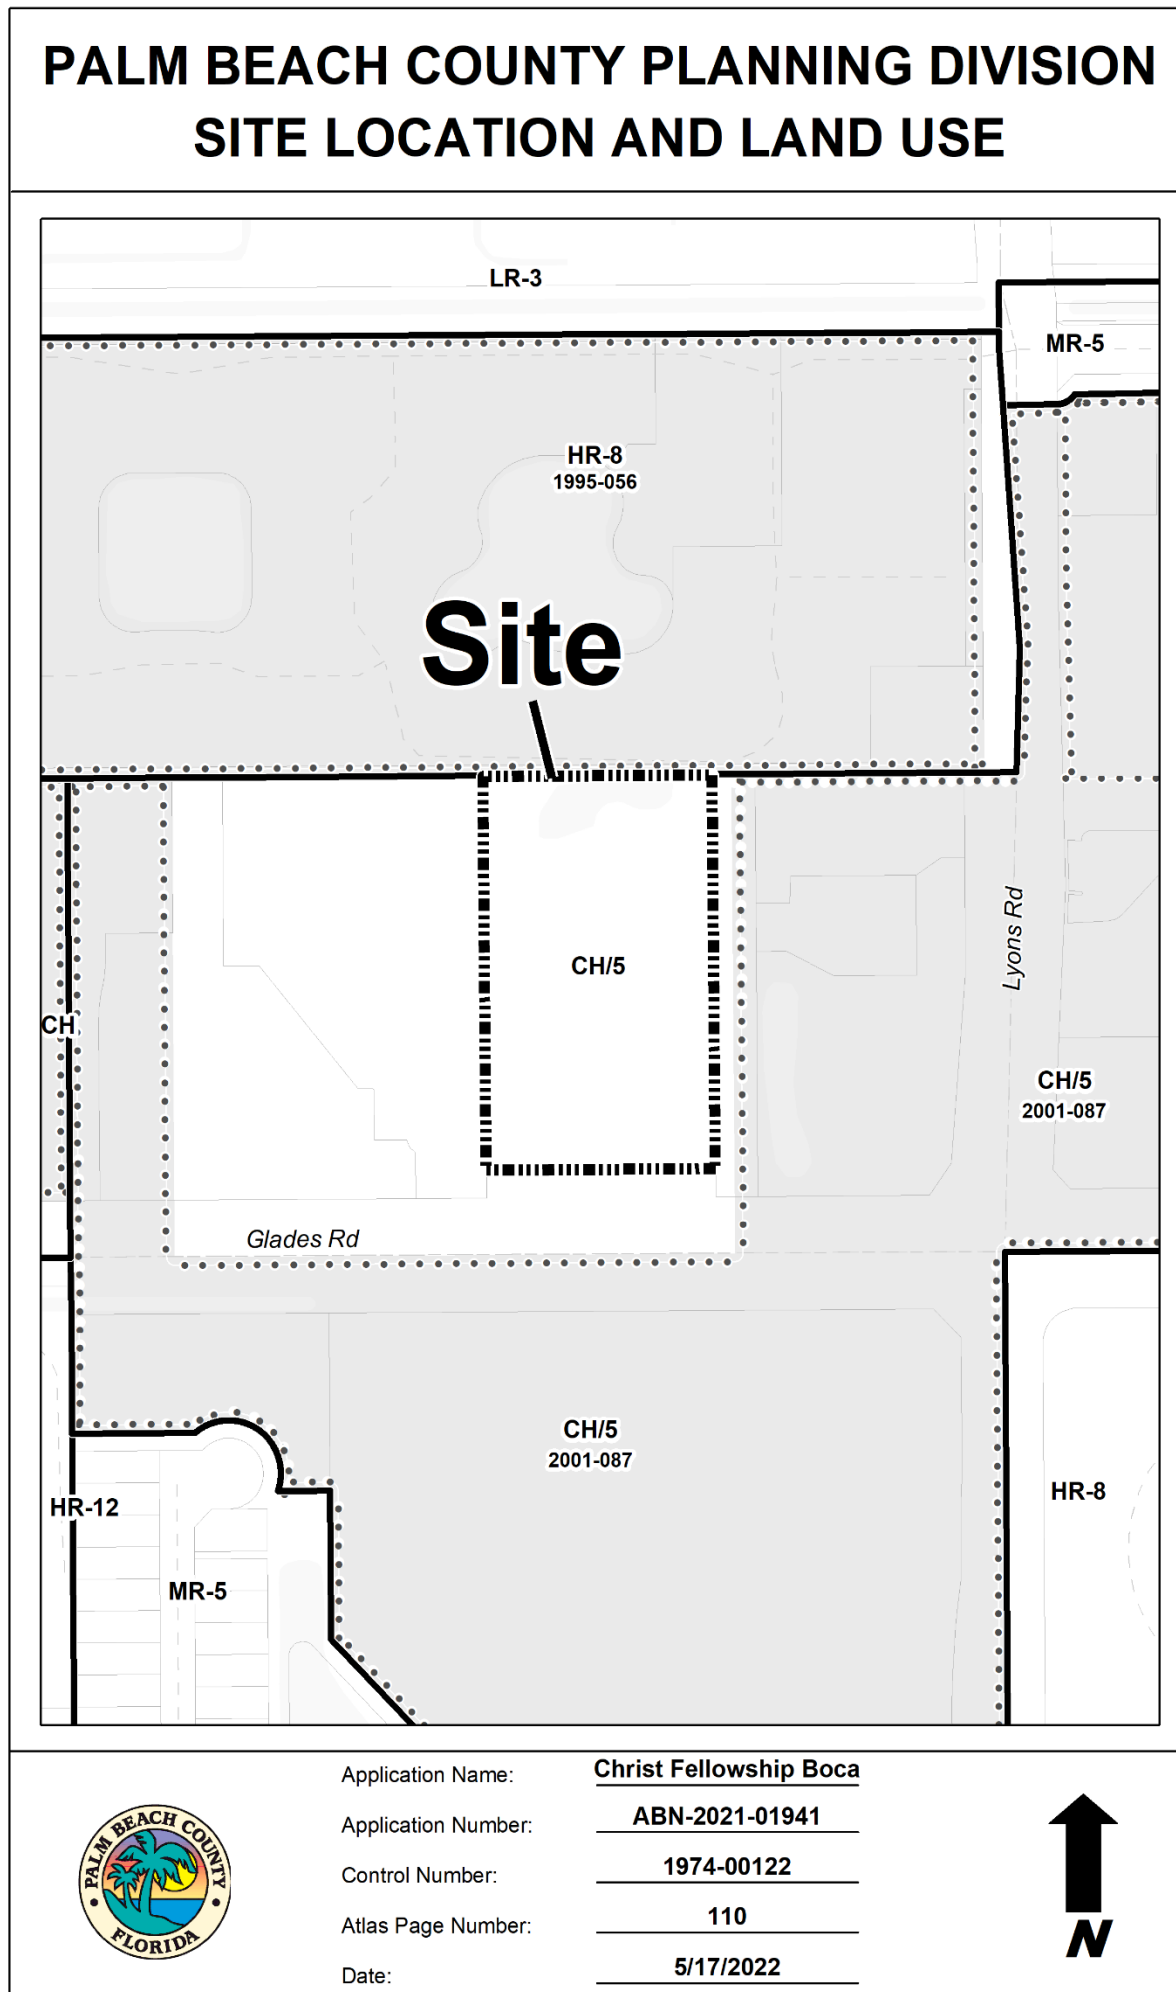 PALM BEACH COUNTY PLANNING DIVISION
SITE LOCATION AND LAND USE
LR-3
MR-5
HR-8
1995-056
Site
CH/5
Lyons Rd
CH
CH/5
2001-087
Glades Rd
CH/5
2001-087
HR-12
HR-8
MR-5
Application Name: Christ Fellowship Boca
Application Number: ABN-2021-01941
Control Number: 1974-00122
Atlas Page Number: 110
Date: 5/17/2022
PALM BEACH COUNTY
FLORIDA
N